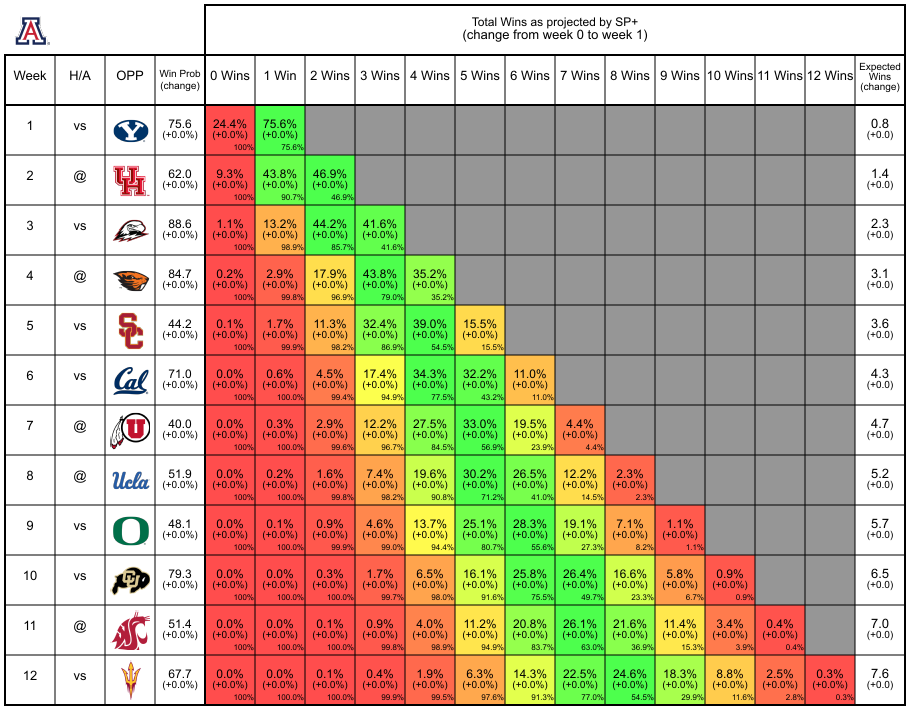 A
Total Wins as projected by SP+
(change from week 0 to week 1)
Week H/A OPP Win Prob (change) 0 Wins 1 Win 2 Wins 3 Wins 4 Wins 5 Wins 6 Wins 7 Wins 8 Wins 9 Wins 10 Wins 11 Wins 12 Wins Expected Wins (change)
1 vs Y 75.6 24.4% 75.6% 0.8
(+0.0%) (+0.0%) (+0.0%) (+0.0)
100% 75.6%
2 @ UH 62.0 9.3% 43.8% 46.9% 1.4
(+0.0%) (+0.0%) (+0.0%) (+0.0%) (+0.0)
100% 90.7% 46.9%
3 vs 88.6 1.1% 13.2% 44.2% 41.6% 2.3
(+0.0%) (+0.0%) (+0.0%) (+0.0%) (+0.0%) (+0.0)
100% 98.9% 85.7% 41.6%
4 @ 84.7 0.2% 2.9% 17.9% 43.8% 35.2% 3.1
(+0.0%) (+0.0%) (+0.0%) (+0.0%) (+0.0%) (+0.0%) (+0.0)
100% 99.8% 96.9% 79.0% 35.2%
5 vs SC 44.2 0.1% 1.7% 11.3% 32.4% 39.0% 15.5% 3.6
(+0.0%) (+0.0%) (+0.0%) (+0.0%) (+0.0%) (+0.0%) (+0.0%) (+0.0)
100% 99.9% 98.2% 86.9% 54.5% 15.5%
6 vs Cal 71.0 0.0% 0.6% 4.5% 17.4% 34.3% 32.2% 11.0% 4.3
(+0.0%) (+0.0%) (+0.0%) (+0.0%) (+0.0%) (+0.0%) (+0.0%) (+0.0%) (+0.0)
100% 100.0% 99.4% 94.9% 77.5% 43.2% 11.0%
7 @ U 40.0 0.0% 0.3% 2.9% 12.2% 27.5% 33.0% 19.5% 4.4% 4.7
(+0.0%) (+0.0%) (+0.0%) (+0.0%) (+0.0%) (+0.0%) (+0.0%) (+0.0%) (+0.0%) (+0.0)
100% 100.0% 99.6% 96.7% 84.5% 56.9% 23.9% 4.4%
8 @ Ucla 51.9 0.0% 0.2% 1.6% 7.4% 19.6% 30.2% 26.5% 12.2% 2.3% 5.2
(+0.0%) (+0.0%) (+0.0%) (+0.0%) (+0.0%) (+0.0%) (+0.0%) (+0.0%) (+0.0%) (+0.0%) (+0.0)
100% 100.0% 99.8% 98.2% 90.8% 71.2% 41.0% 14.5% 2.3%
9 vs O 48.1 0.0% 0.1% 0.9% 4.6% 13.7% 25.1% 28.3% 19.1% 7.1% 1.1% 5.7
(+0.0%) (+0.0%) (+0.0%) (+0.0%) (+0.0%) (+0.0%) (+0.0%) (+0.0%) (+0.0%) (+0.0%) (+0.0%) (+0.0)
100% 100.0% 99.9% 99.0% 94.4% 80.7% 55.6% 27.3% 8.2% 1.1%
10 vs CU 79.3 0.0% 0.0% 0.3% 1.7% 6.5% 16.1% 25.8% 26.4% 16.6% 5.8% 0.9% 6.5
(+0.0%) (+0.0%) (+0.0%) (+0.0%) (+0.0%) (+0.0%) (+0.0%) (+0.0%) (+0.0%) (+0.0%) (+0.0%) (+0.0%) (+0.0)
100% 100.0% 100.0% 99.7% 98.0% 91.6% 75.5% 49.7% 23.3% 6.7% 0.9%
11 @ 51.4 0.0% 0.0% 0.1% 0.9% 4.0% 11.2% 20.8% 26.1% 21.6% 11.4% 3.4% 0.4% 7.0
(+0.0%) (+0.0%) (+0.0%) (+0.0%) (+0.0%) (+0.0%) (+0.0%) (+0.0%) (+0.0%) (+0.0%) (+0.0%) (+0.0%) (+0.0%) (+0.0)
100% 100.0% 100.0% 99.8% 98.9% 94.9% 83.7% 63.0% 36.9% 15.3% 3.9% 0.4%
12 vs 67.7 0.0% 0.0% 0.1% 0.4% 1.9% 6.3% 14.3% 22.5% 24.6% 18.3% 8.8% 2.5% 0.3% 7.6
(+0.0%) (+0.0%) (+0.0%) (+0.0%) (+0.0%) (+0.0%) (+0.0%) (+0.0%) (+0.0%) (+0.0%) (+0.0%) (+0.0%) (+0.0%) (+0.0%) (+0.0)
100% 100.0% 100.0% 99.9% 99.5% 97.6% 91.3% 77.0% 54.5% 29.9% 11.6% 2.8% 0.3%